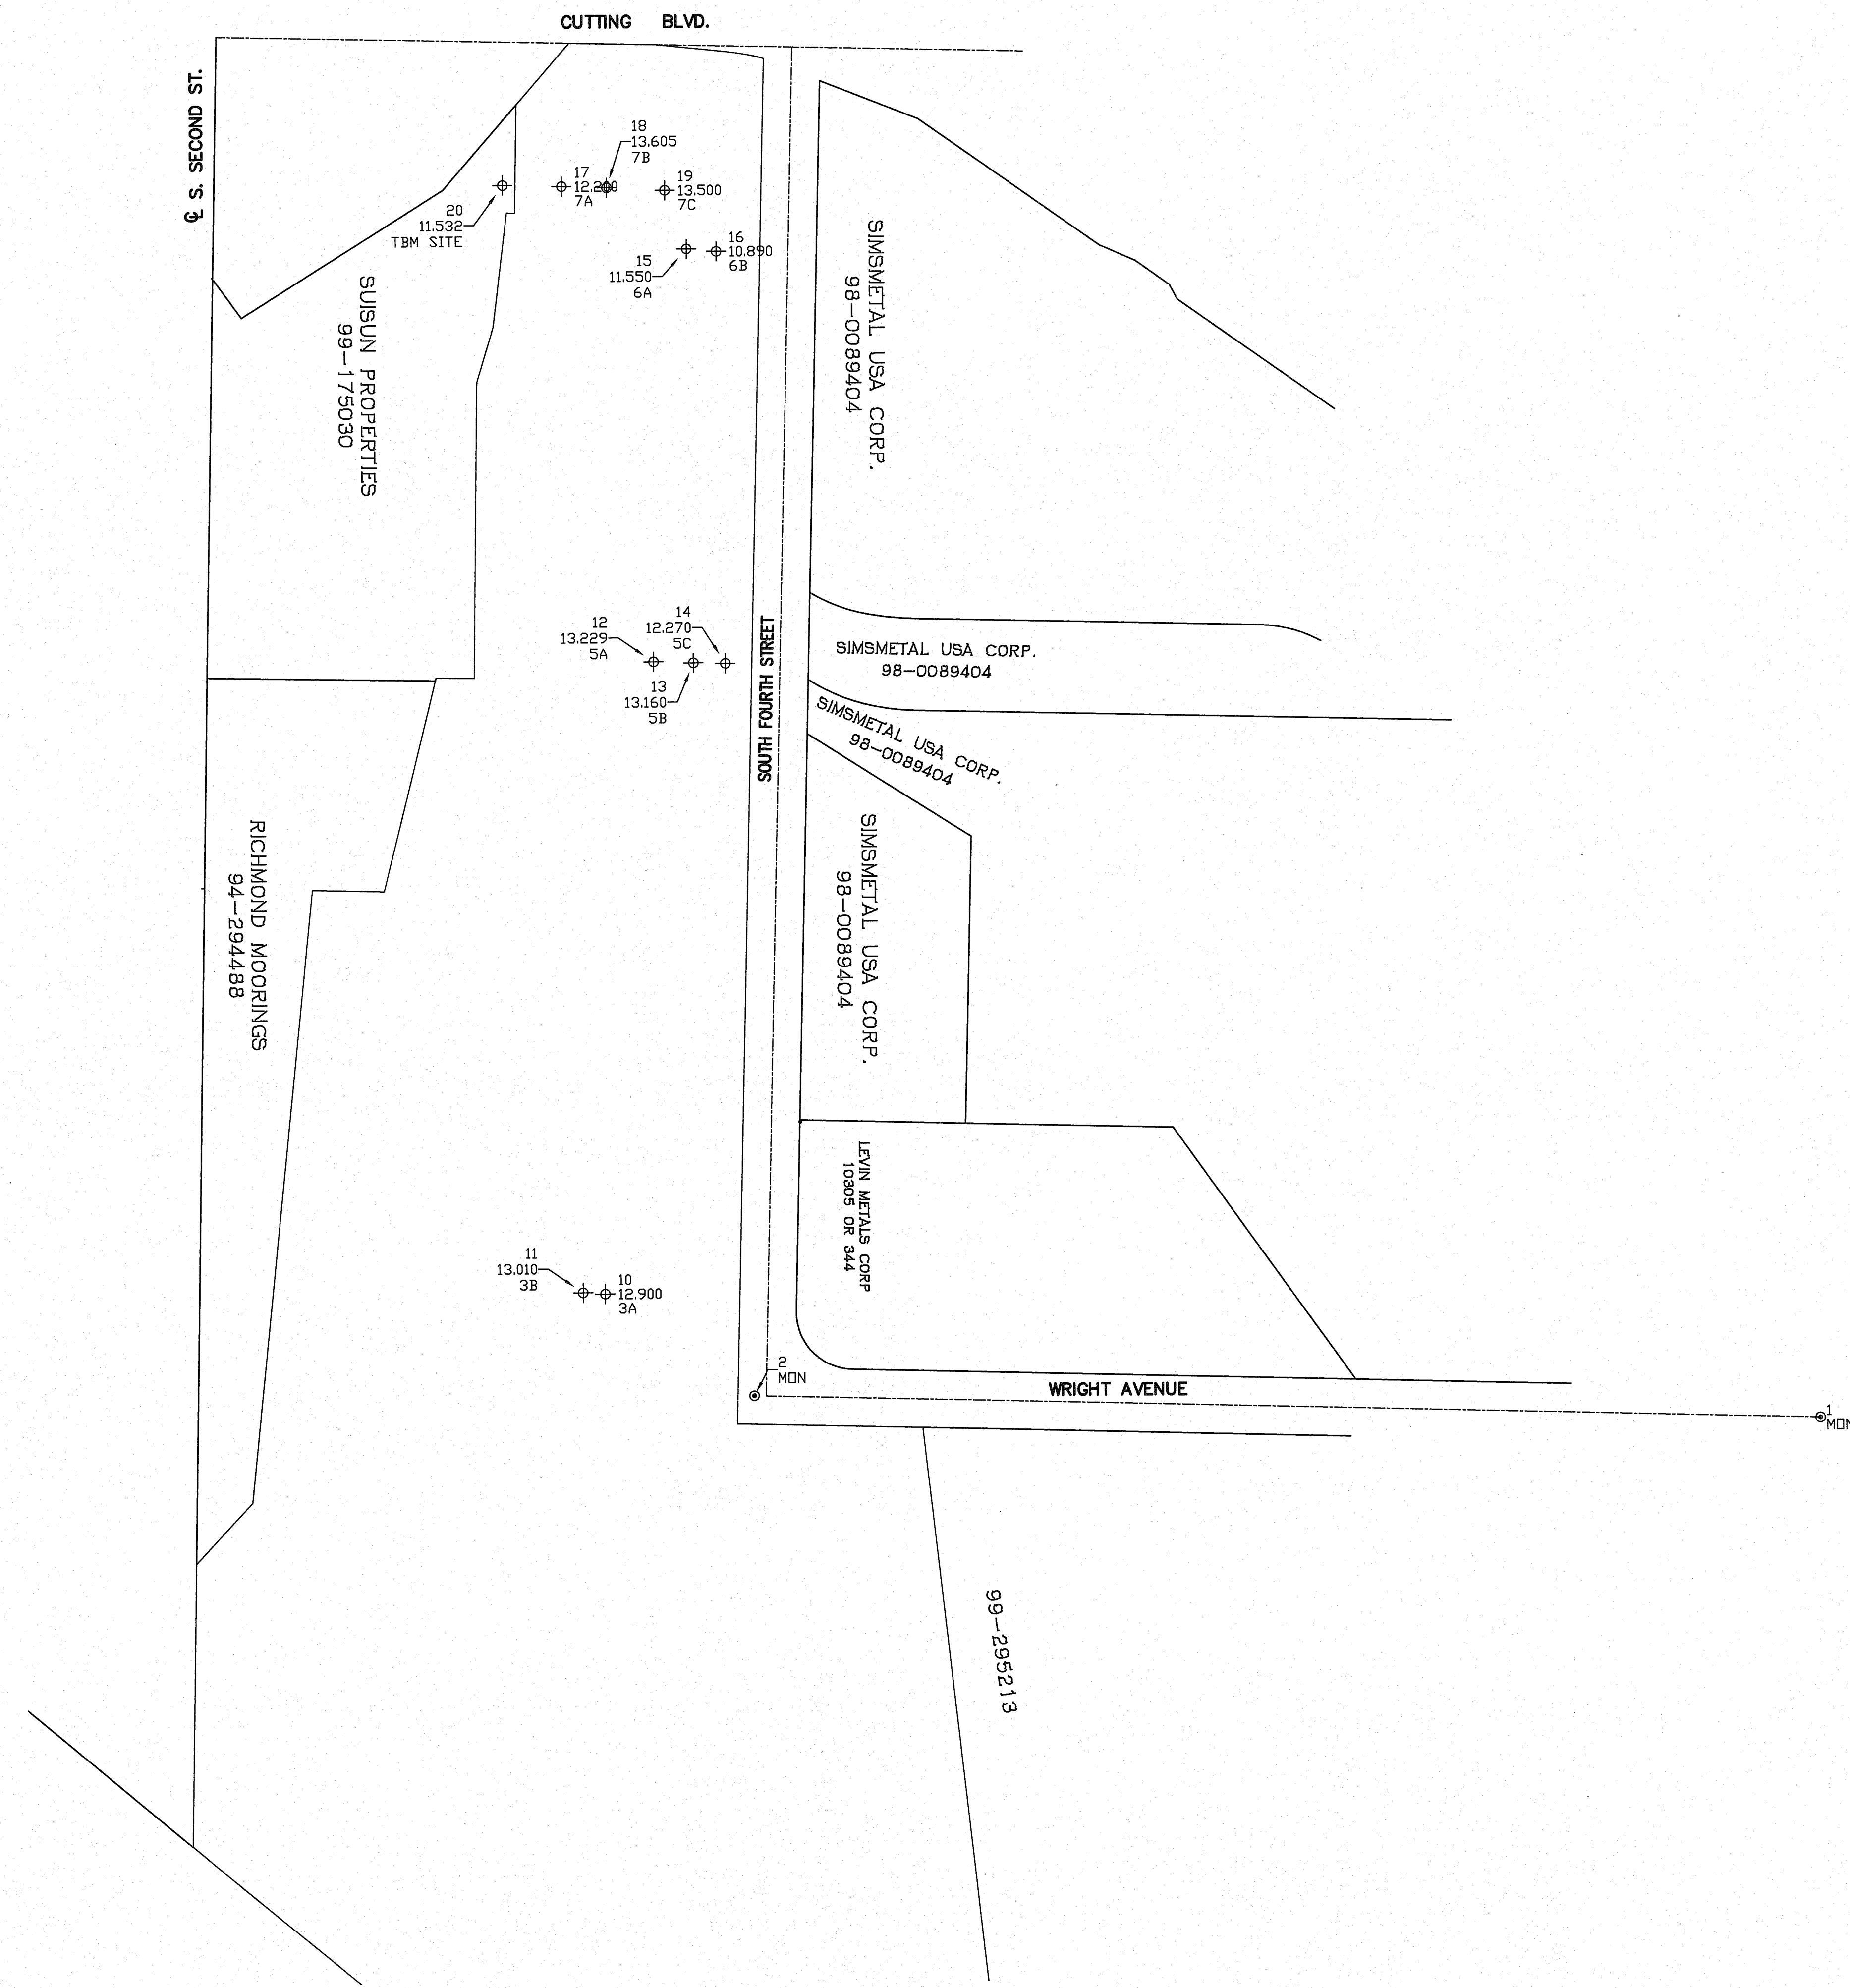 CUTTING BLVD.
℄ S. SECOND ST.
18
13.605
7B
17
7A
19
13.500
7C
20
11.532
TBM SITE
16
10.890
6B
15
11.550
6A
SUISUN PROPERTIES
99-175030
SIMSMETAL USA CORP.
98-0089404
12
13.229
5A
14
12.270
5C
13
13.160
5B
SOUTH FOURTH STREET
SIMSMETAL USA CORP.
98-0089404
SIMSMETAL USA CORP.
98-0089404
RICHMOND MOORINGS
94-294488
SIMSMETAL USA CORP.
98-0089404
LEVIN METALS CORP
10305 OR 344
11
13.010
3B
10
12.900
3A
2
MON
WRIGHT AVENUE
1
MON
99-295213